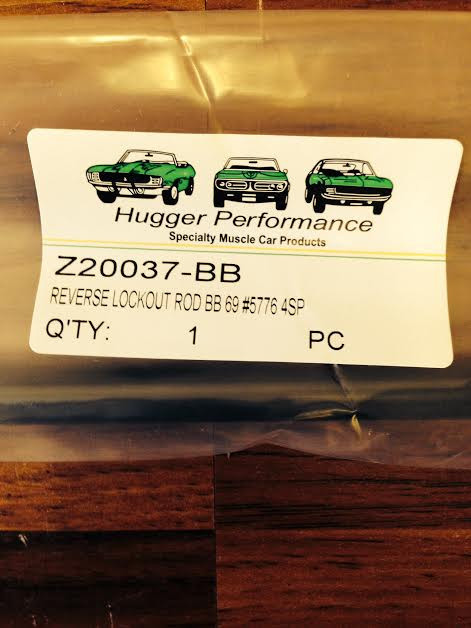 Hugger Performance
Specialty Muscle Car Products
Z20037-BB
REVERSE LOCKOUT ROD BB 69 #5776 4SP
Q'TY: 1 PC